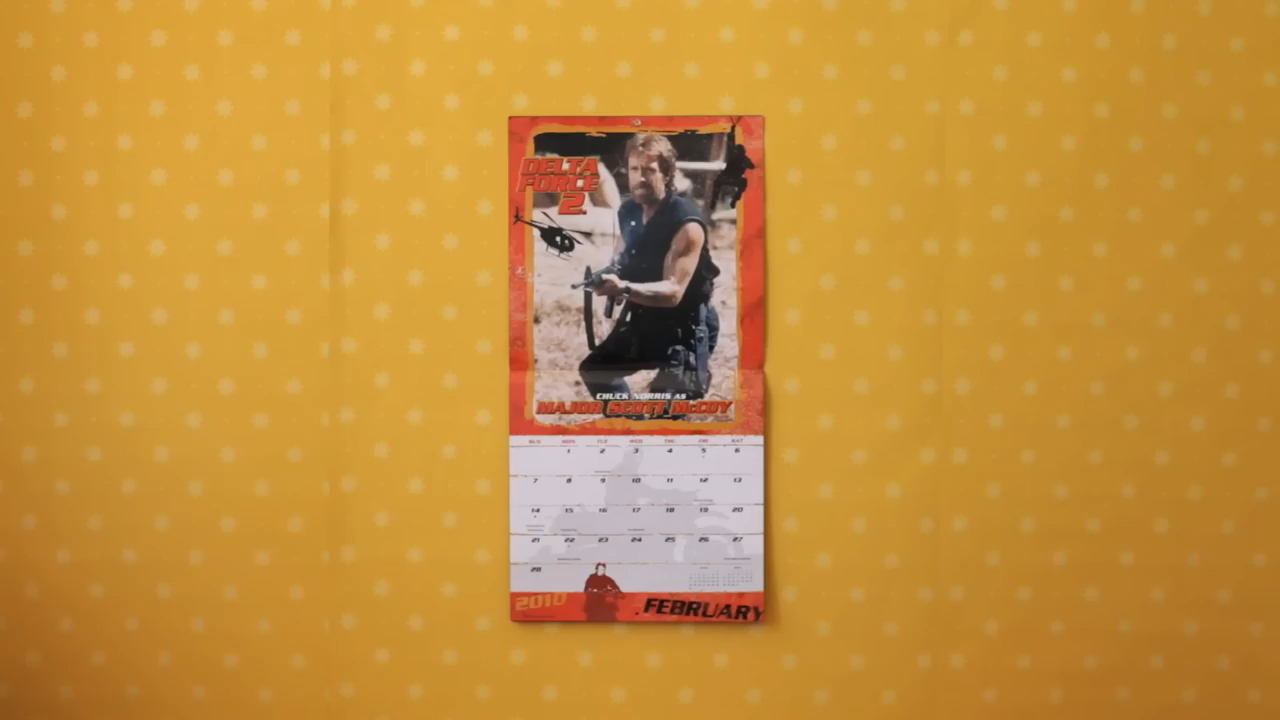 DELTA
FORCE
2
CHUCK NORRIS AS
MAJOR SCOTT McCOY
SUN MON TUE WED THU FRI SAT
1 2 3 4 5 6
7 8 9 10 11 12 13
14 15 16 17 18 19 20
21 22 23 24 25 26 27
28
2010 FEBRUARY